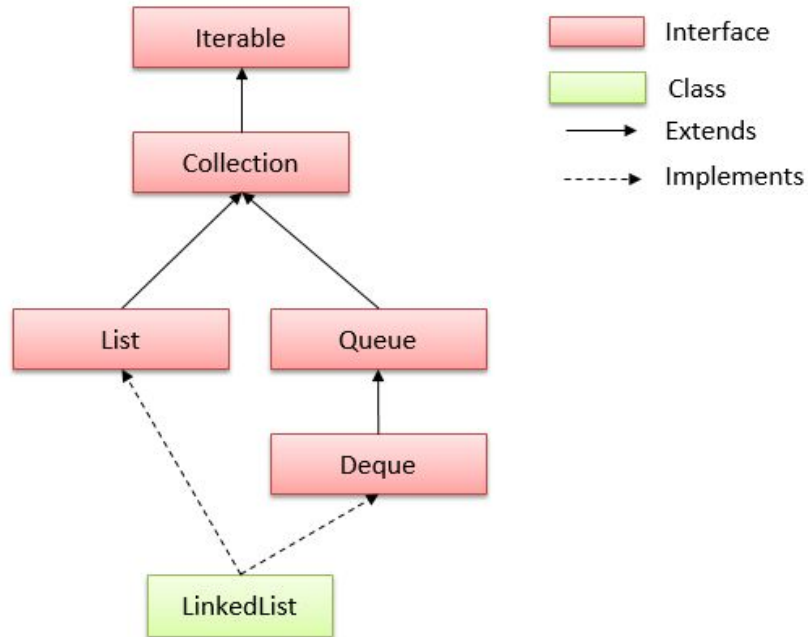 Iterable
Collection
List
Queue
Deque
LinkedList
Interface
Class
Extends
Implements